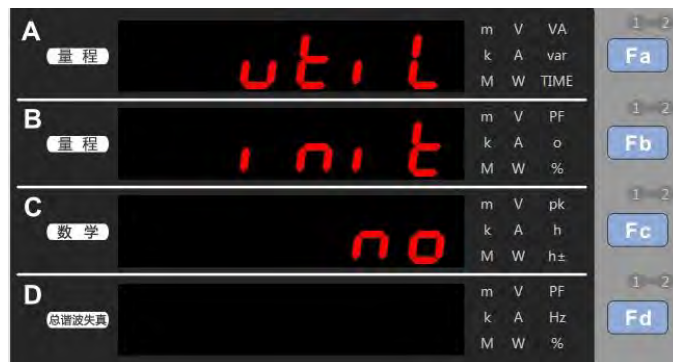 A m V VA 1 2
量程 util k A var Fa
M W TIME
B m V PF 1 2
量程 init k A o Fb
M W %
C m V pk 1 2
数学 no k A h Fc
M W h±
D m V PF 1 2
总谐波失真 k A Hz Fd
M W %